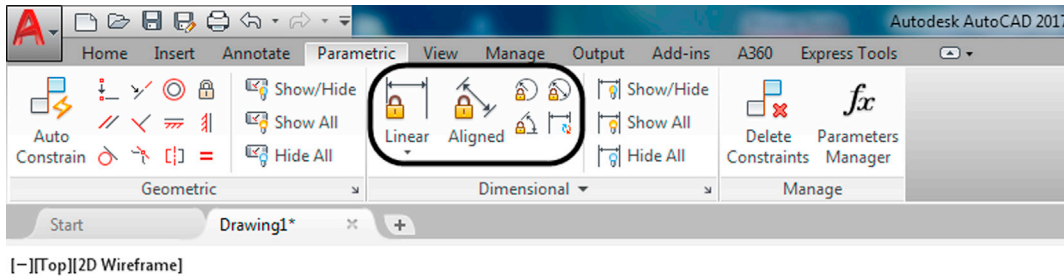 Autodesk AutoCAD 2017
Home Insert Annotate Parametric View Manage Output Add-ins A360 Express Tools
Show/Hide Show/Hide
Show All Linear Aligned Show All fx
Auto Constrain Hide All Hide All Delete Constraints Parameters Manager
Geometric Dimensional Manage
Start Drawing1*
[−][Top][2D Wireframe]